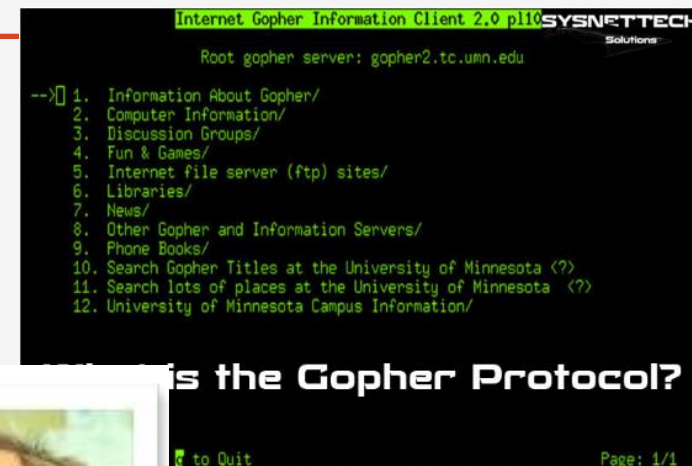 Internet Gopher Information Client 2.0 pl10
SYSNETTECH
Solutions
Root gopher server: gopher2.tc.umn.edu
--> 1. Information About Gopher/
2. Computer Information/
3. Discussion Groups/
4. Fun & Games/
5. Internet file server (ftp) sites/
6. Libraries/
7. News/
8. Other Gopher and Information Servers/
9. Phone Books/
10. Search Gopher Titles at the University of Minnesota <?>
11. Search lots of places at the University of Minnesota <?>
12. University of Minnesota Campus Information/
is the Gopher Protocol?
to Quit
Page: 1/1